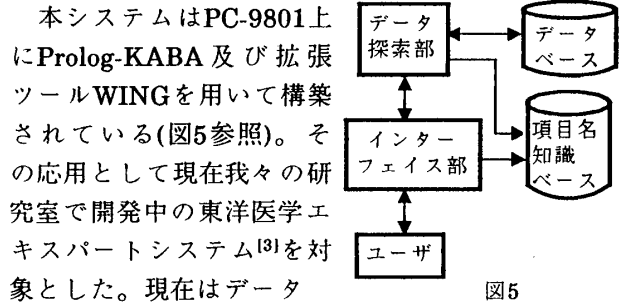 本システムはPC-9801上
にProlog-KABA及び拡張
ツールWINGを用いて構築
されている(図5参照)。そ
の応用として現在我々の研
究室で開発中の東洋医学エ
キスパートシステム[3]を対
象とした。現在はデータ
データ
探索部
データ
ベース
インター
フェイス部
項目名
知識
ベース
ユーザ
図5